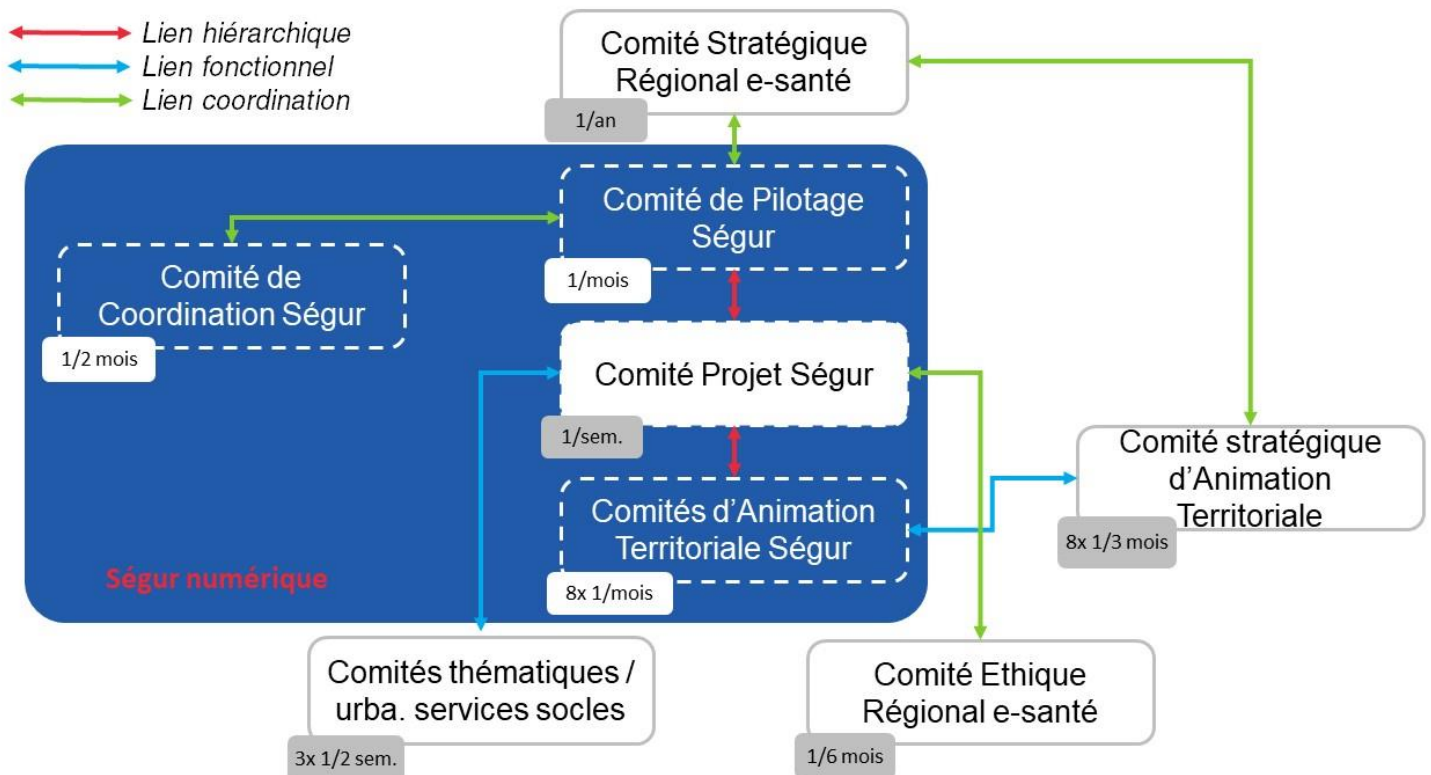 Lien hiérarchique
Lien fonctionnel
Lien coordination
Comité Stratégique
Régional e-santé
1/an
Comité de Pilotage
Ségur
1/mois
Comité de
Coordination Ségur
1/2 mois
Comité Projet Ségur
1/sem.
Comité stratégique
d’Animation
Territoriale
8x 1/3 mois
Comités d’Animation
Territoriale Ségur
8x 1/mois
Ségur numérique
Comités thématiques /
urba. services socles
3x 1/2 sem.
Comité Ethique
Régional e-santé
1/6 mois